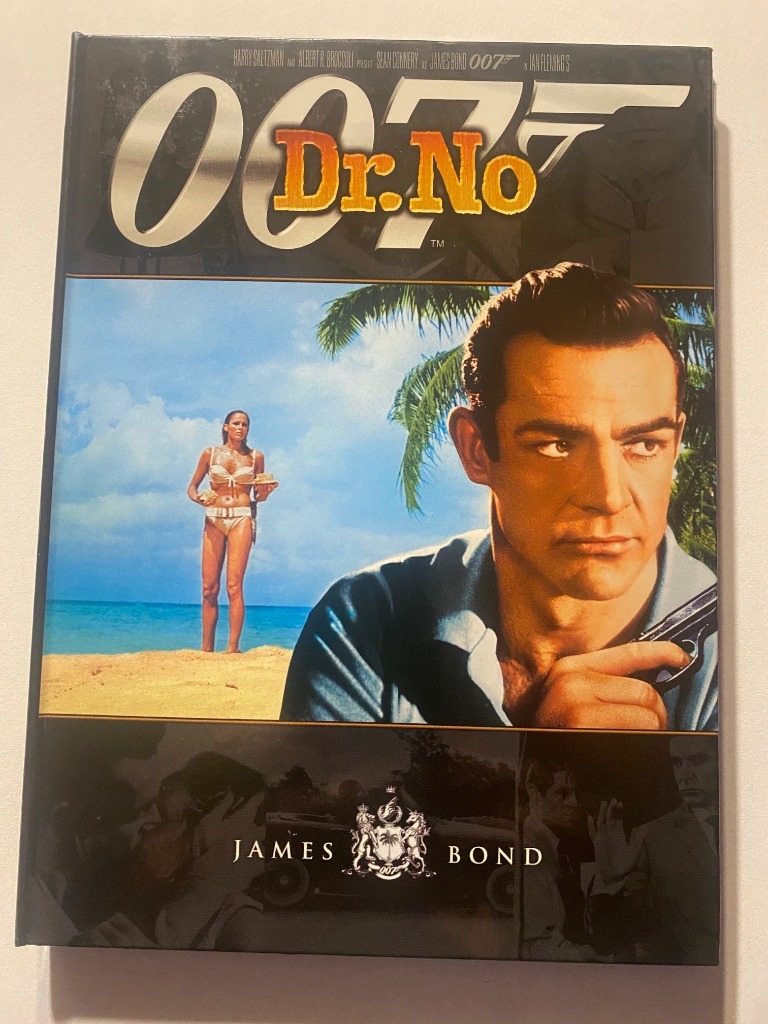 HARRY SALTZMAN AND ALBERT R. BROCCOLI PRESENT SEAN CONNERY AS JAMES BOND 007 IN IAN FLEMING'S
007
Dr. No
TM
JAMES BOND
007